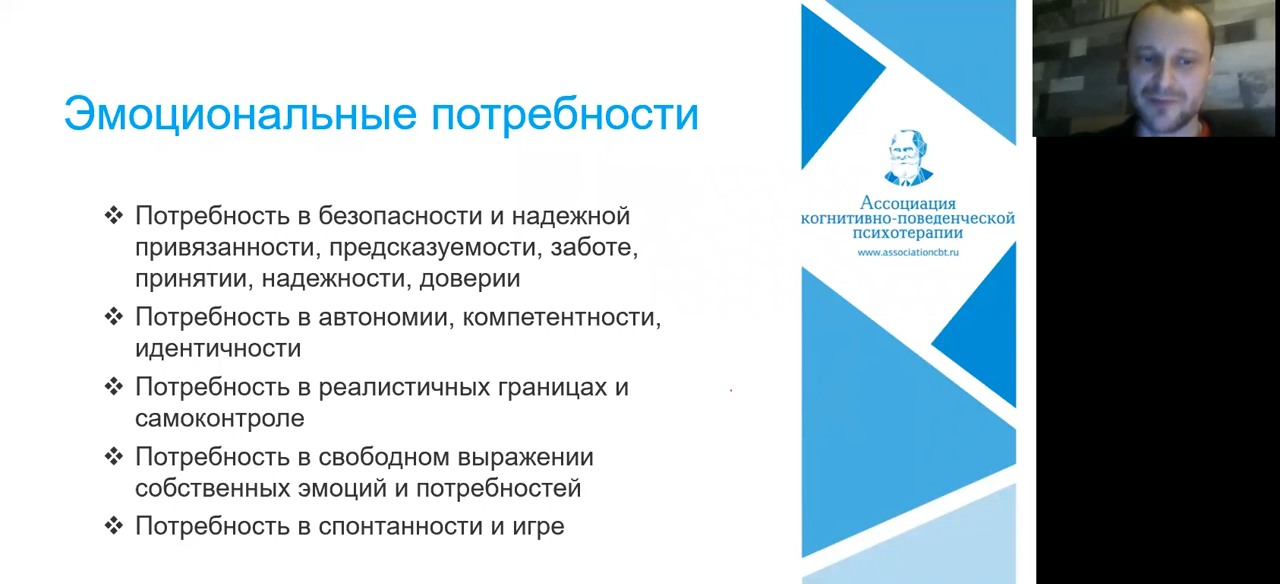 Эмоциональные потребности
❖ Потребность в безопасности и надежной
привязанности, предсказуемости, заботе,
принятии, надежности, доверии
❖ Потребность в автономии, компетентности,
идентичности
❖ Потребность в реалистичных границах и
самоконтроле
❖ Потребность в свободном выражении
собственных эмоций и потребностей
❖ Потребность в спонтанности и игре
Ассоциация
когнитивно-поведенческой
психотерапии
www.associationcbt.ru